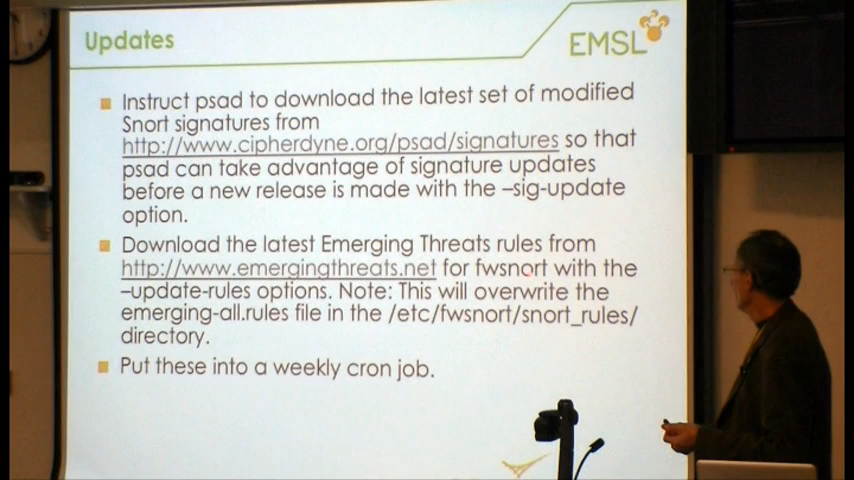 Updates
EMSL
Instruct psad to download the latest set of modified
Snort signatures from
http://www.cipherdyne.org/psad/signatures so that
psad can take advantage of signature updates
before a new release is made with the –sig-update
option.
Download the latest Emerging Threats rules from
http://www.emergingthreats.net for fwsnort with the
–update-rules options. Note: This will overwrite the
emerging-all.rules file in the /etc/fwsnort/snort_rules/
directory.
Put these into a weekly cron job.